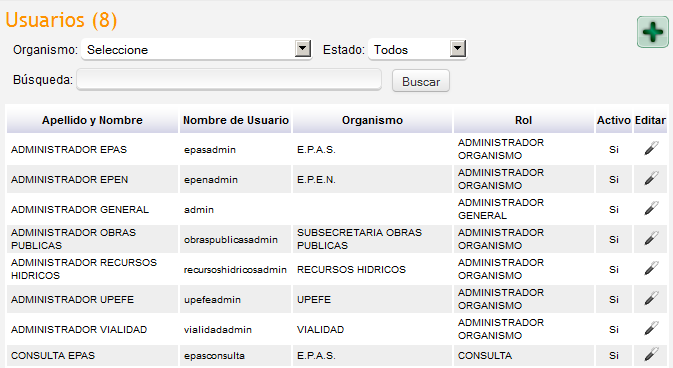 Usuarios (8)
Organismo: Seleccione Estado: Todos
Búsqueda: Buscar
Apellido y Nombre Nombre de Usuario Organismo Rol Activo Editar
ADMINISTRADOR EPAS epasadmin E.P.A.S. ADMINISTRADOR ORGANISMO Si
ADMINISTRADOR EPEN epenadmin E.P.E.N. ADMINISTRADOR ORGANISMO Si
ADMINISTRADOR GENERAL admin ADMINISTRADOR GENERAL Si
ADMINISTRADOR OBRAS PUBLICAS obraspublicasadmin SUBSECRETARIA OBRAS PUBLICAS ADMINISTRADOR ORGANISMO Si
ADMINISTRADOR RECURSOS HIDRICOS recursoshidricosadmin RECURSOS HIDRICOS ADMINISTRADOR ORGANISMO Si
ADMINISTRADOR UPEFE upefeadmin UPEFE ADMINISTRADOR ORGANISMO Si
ADMINISTRADOR VIALIDAD vialidadadmin VIALIDAD ADMINISTRADOR ORGANISMO Si
CONSULTA EPAS epasconsulta E.P.A.S. CONSULTA Si